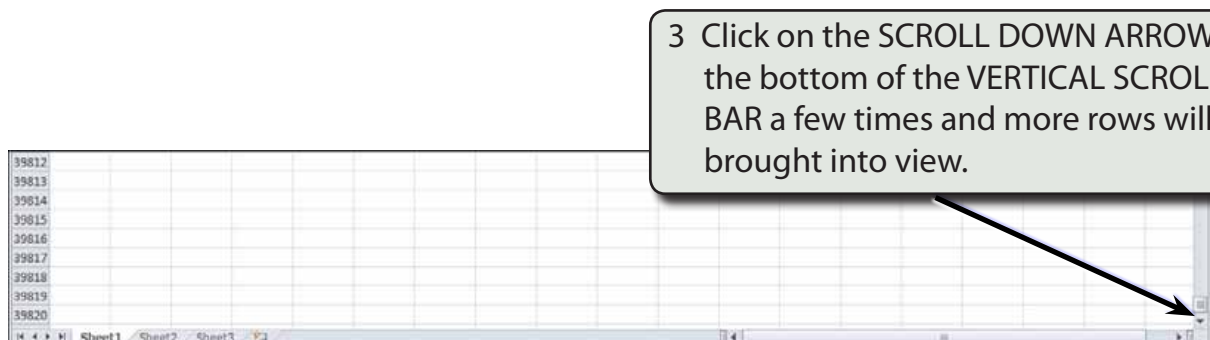 3 Click on the SCROLL DOWN ARROW
the bottom of the VERTICAL SCROL
BAR a few times and more rows will
brought into view.
39812
39813
39814
39815
39816
39817
39818
39819
39820
Sheet1 Sheet2 Sheet3